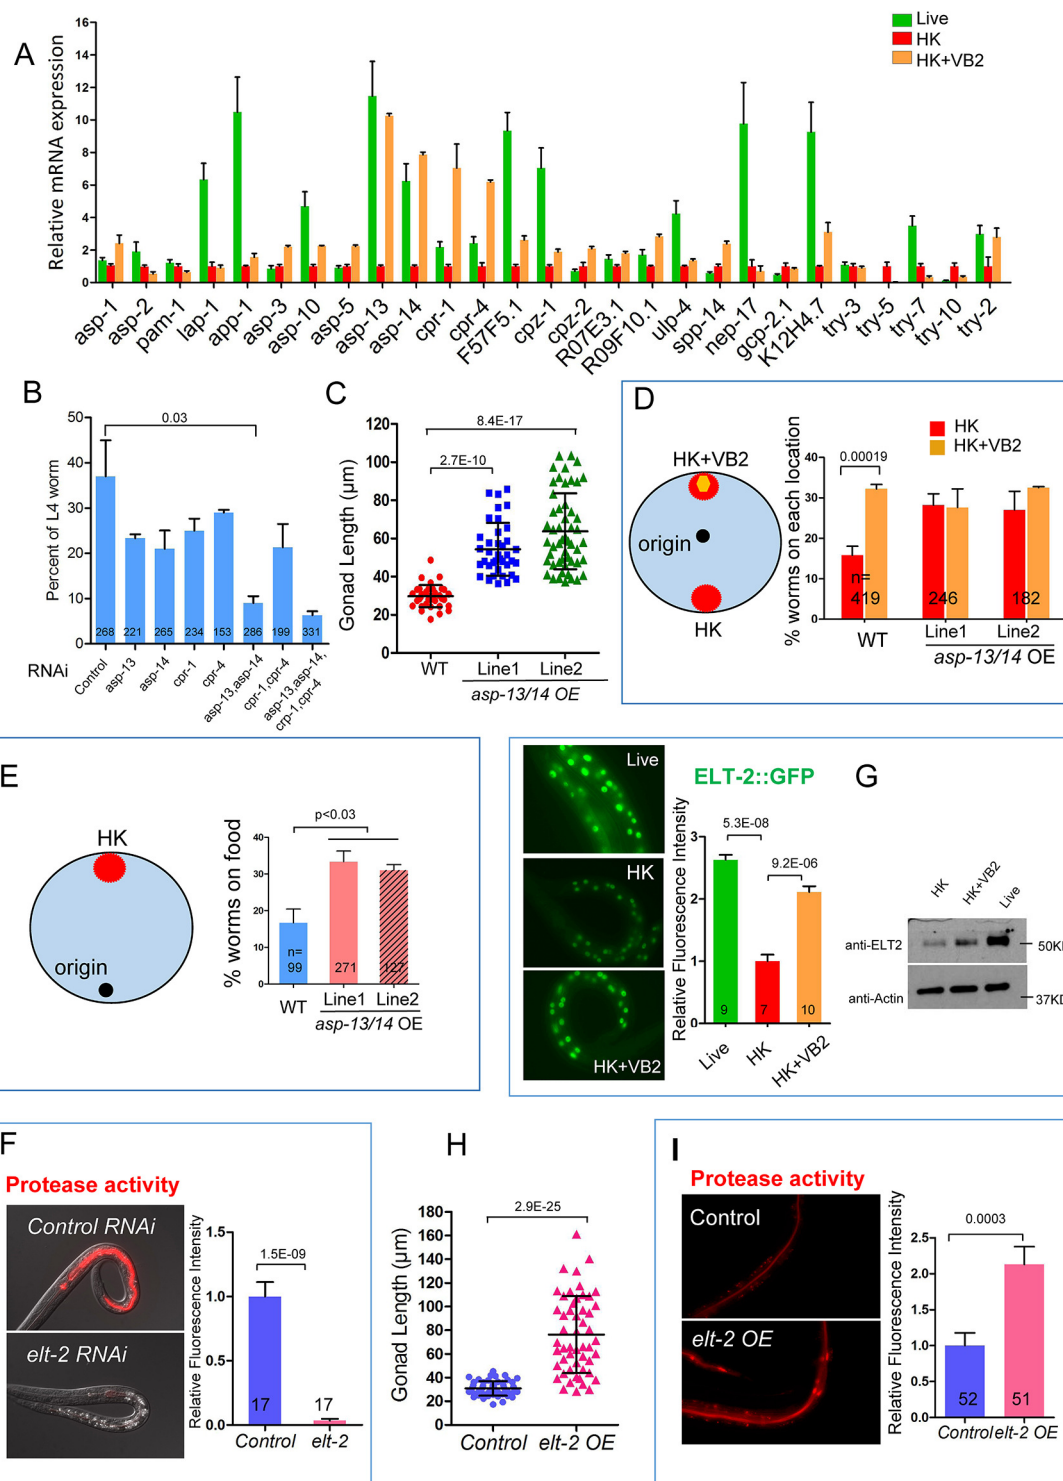 A
Relative mRNA expression
16
14
12
10
8
6
4
2
0
Live
HK
HK+VB2
asp-1
asp-2
pam-1
lap-1
app-1
asp-3
asp-10
asp-5
asp-13
asp-14
cpr-1
cpr-4
F57F5.1
cpz-1
cpz-2
R07E3.1
R09F10.1
ulp-4
spp-14
nep-17
gcp-2.1
K12H4.7
try-3
try-5
try-7
try-10
try-2
B
Percent of L4 worm
50
40
30
20
10
0
0.03
268
221
265
234
153
286
199
331
RNAi
Control
asp-13
asp-14
cpr-1
cpr-4
asp-13,asp-14
cpr-1,cpr-4
asp-13,asp-14,
crp-1,cpr-4
C
Gonad Length (µm)
120
100
80
60
40
20
0
8.4E-17
2.7E-10
WT
Line1
Line2
asp-13/14 OE
D
HK+VB2
origin
HK
% worms on each location
40
30
20
10
0
HK
HK+VB2
0.00019
n=
419
246
182
WT
Line1
Line2
asp-13/14 OE
E
HK
origin
% worms on food
40
30
20
10
0
p<0.03
n=
99
271
127
WT
Line1
Line2
asp-13/14 OE
Live
HK
HK+VB2
ELT-2::GFP
Relative Fluorescence Intensity
3
2
1
0
5.3E-08
9.2E-06
9
7
10
Live
HK
HK+VB2
G
HK
HK+VB2
Live
anti-ELT2
50KD
anti-Actin
37KD
F
Protease activity
Control RNAi
elt-2 RNAi
Relative Fluorescence Intensity
1.5
1.0
0.5
0.0
1.5E-09
17
17
Control
elt-2
H
Gonad Length (µm)
180
160
140
120
100
80
60
40
20
0
2.9E-25
Control
elt-2 OE
I
Protease activity
Control
elt-2 OE
Relative Fluorescence Intensity
2.5
2.0
1.5
1.0
0.5
0.0
0.0003
52
51
Control
elt-2 OE